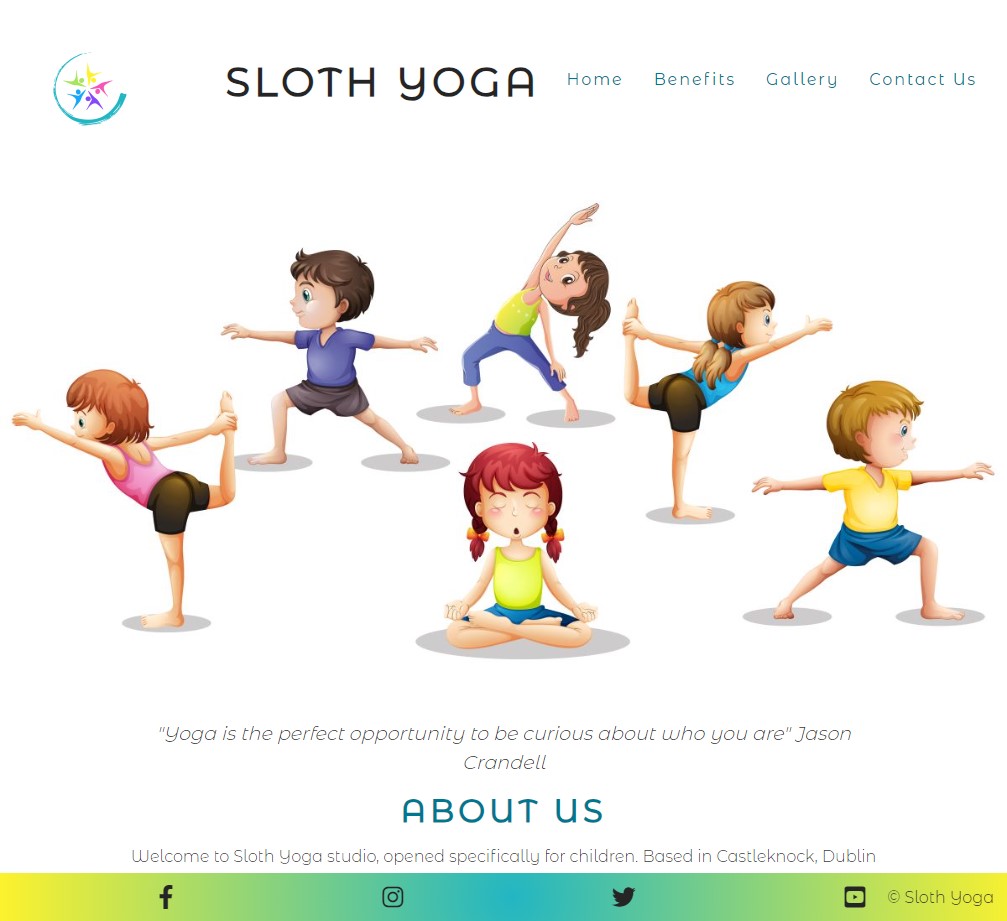 SLOTH YOGA
Home Benefits Gallery Contact Us
"Yoga is the perfect opportunity to be curious about who you are" Jason
Crandell
ABOUT US
Welcome to Sloth Yoga studio, opened specifically for children. Based in Castleknock, Dublin
© Sloth Yoga